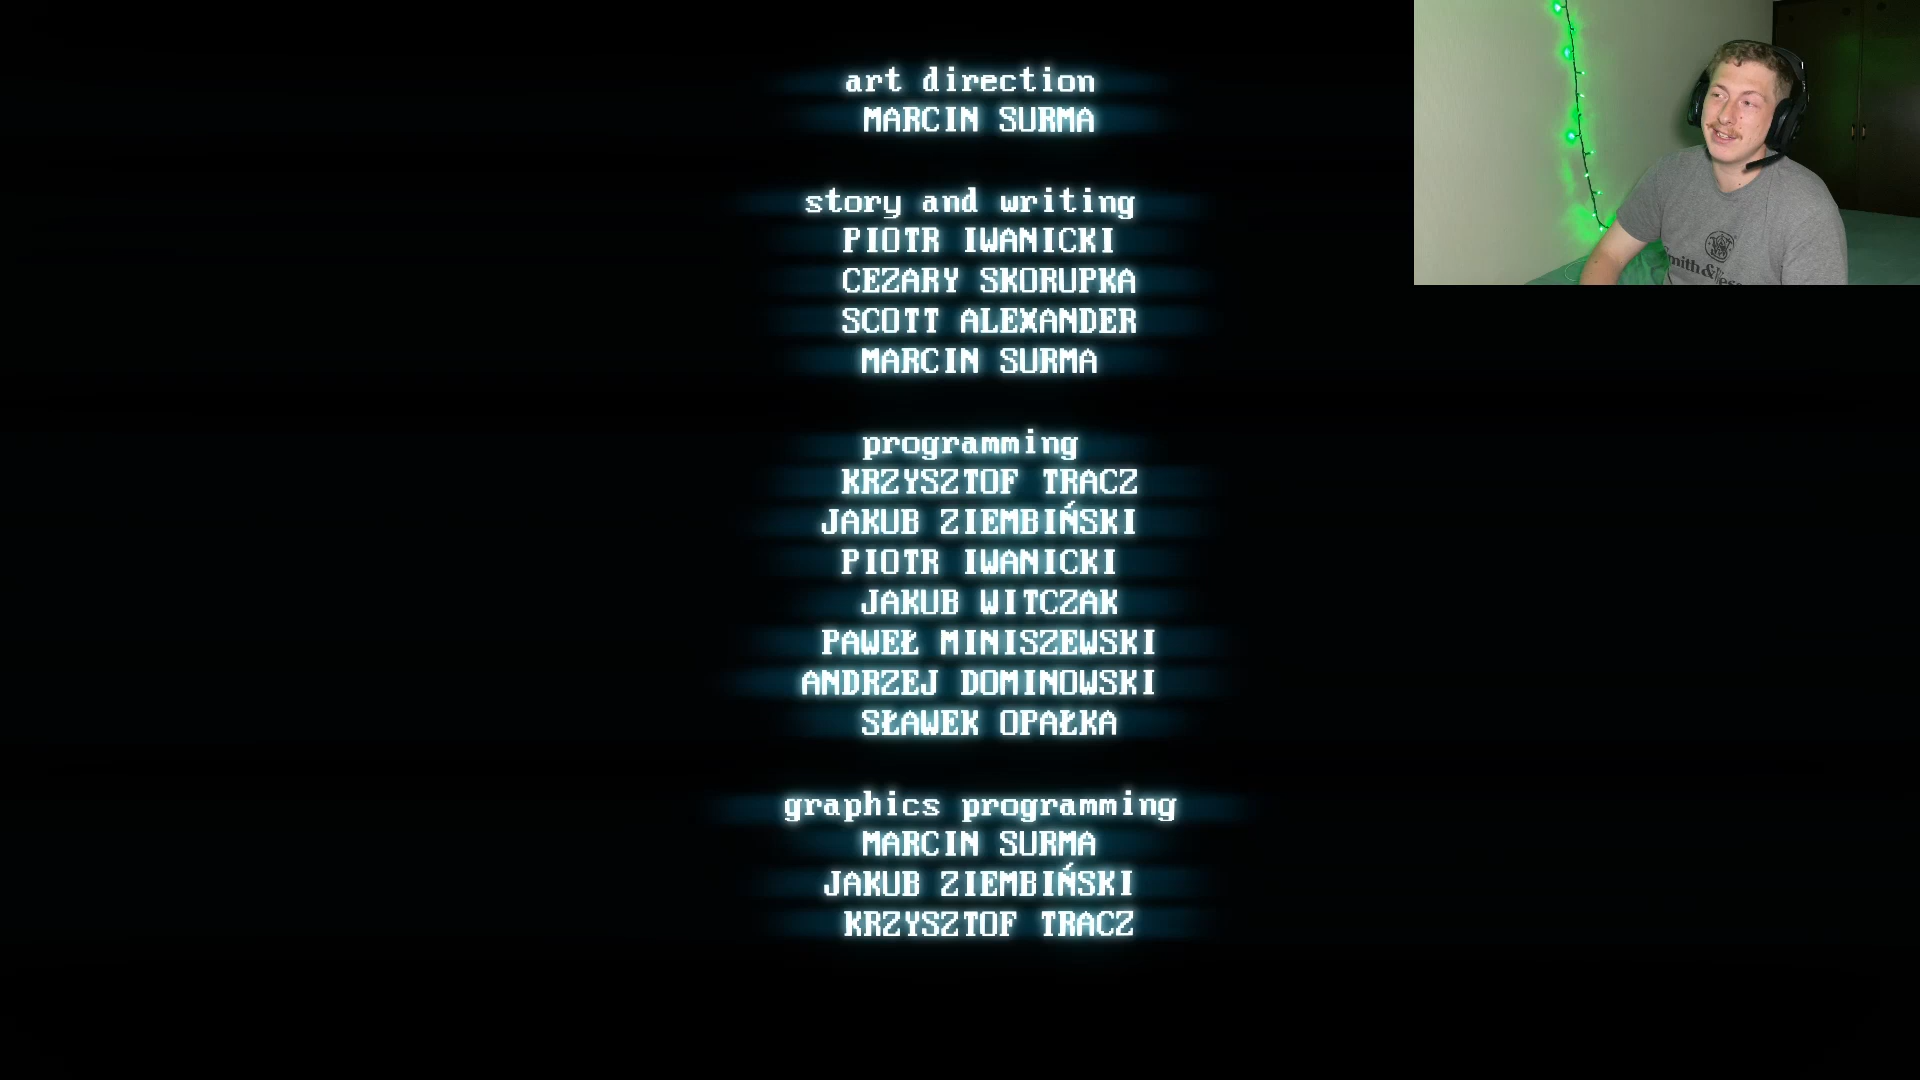 art direction
MARCIN SURMA
story and writing
PIOTR IWANICKI
CEZARY SKORUPKA
SCOTT ALEXANDER
MARCIN SURMA
programming
KRZYSZTOF TRACZ
JAKUB ZIEMBIŃSKI
PIOTR IWANICKI
JAKUB WITCZAK
PAWEŁ MINISZEWSKI
ANDRZEJ DOMINOWSKI
SŁAWEK OPAŁKA
graphics programming
MARCIN SURMA
JAKUB ZIEMBIŃSKI
KRZYSZTOF TRACZ